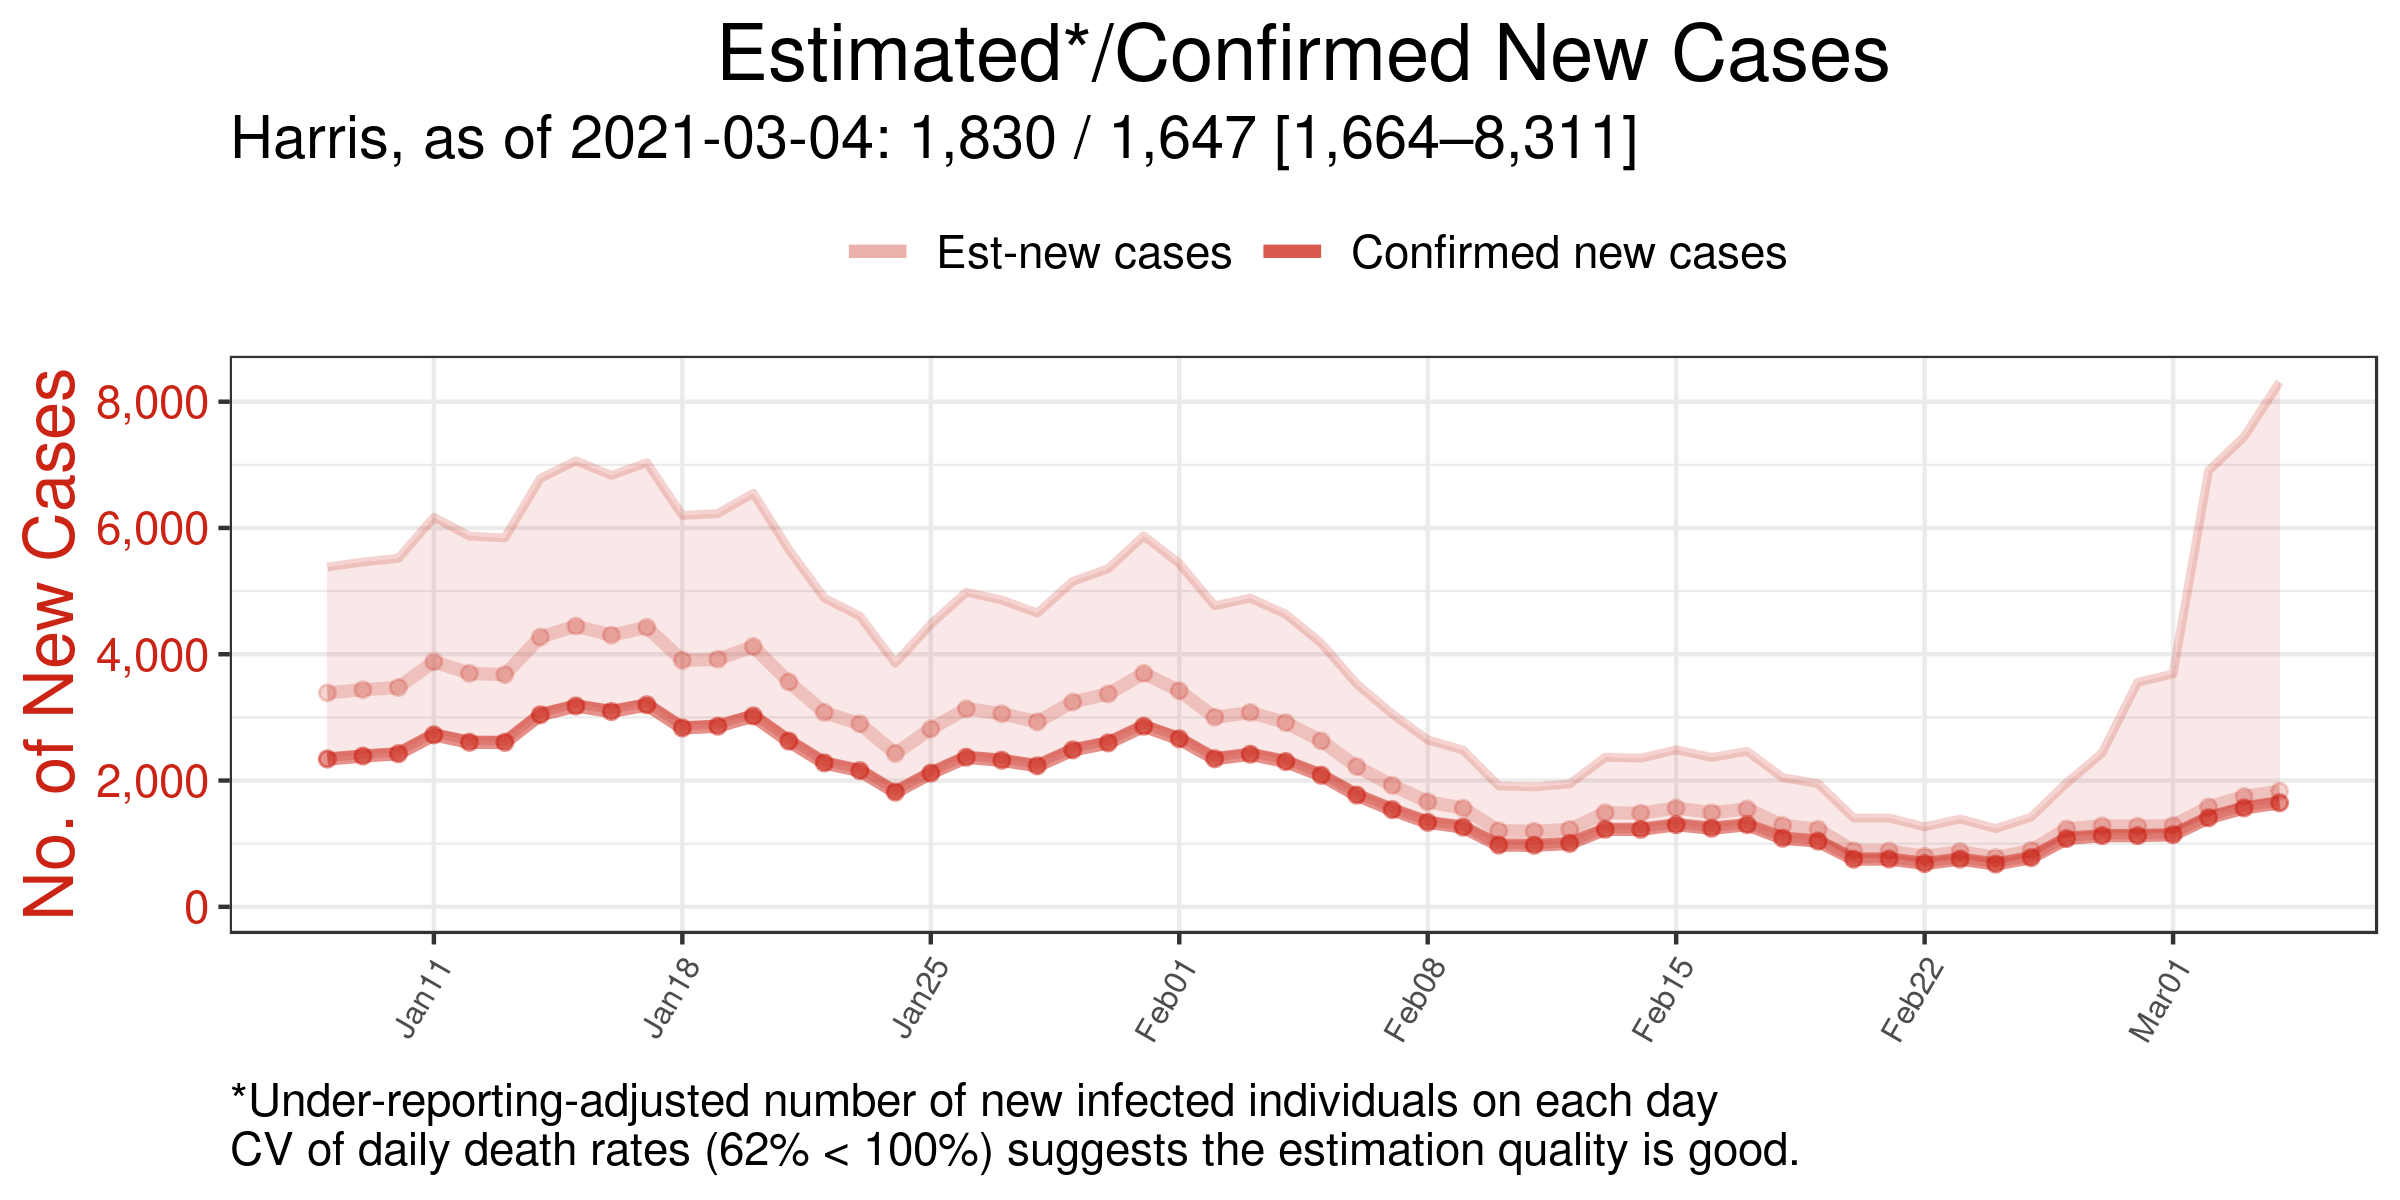 Estimated*/Confirmed New Cases
Harris, as of 2021-03-04: 1,830 / 1,647 [1,664–8,311]
Est-new cases
Confirmed new cases
No. of New Cases
8,000
6,000
4,000
2,000
0
Jan11
Jan18
Jan25
Feb01
Feb08
Feb15
Feb22
Mar01
*Under-reporting-adjusted number of new infected individuals on each day
CV of daily death rates (62% < 100%) suggests the estimation quality is good.